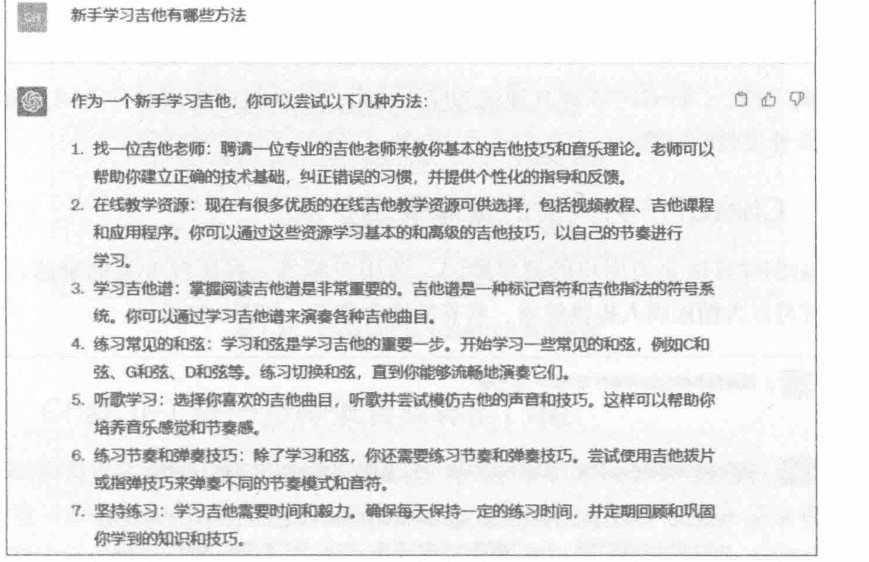 CH
新手学习吉他有哪些方法
作为一个新手学习吉他，你可以尝试以下几种方法：
1. 找一位吉他老师：聘请一位专业的吉他老师来教你基本的吉他技巧和音乐理论。老师可以
帮助你建立正确的技术基础，纠正错误的习惯，并提供个性化的指导和反馈。
2. 在线教学资源：现在有很多优质的在线吉他教学资源可供选择，包括视频教程、吉他课程
和应用程序。你可以通过这些资源学习基本的和高级的吉他技巧，以自己的节奏进行
学习。
3. 学习吉他谱：掌握阅读吉他谱是非常重要的。吉他谱是一种标记音符和吉他指法的符号系
统。你可以通过学习吉他谱来演奏各种吉他曲目。
4. 练习常见的和弦：学习和弦是学习吉他的重要一步。开始学习一些常见的和弦，例如C和
弦、G和弦、D和弦等。练习切换和弦，直到你能够流畅地演奏它们。
5. 听歌学习：选择你喜欢的吉他曲目，听歌并尝试模仿吉他的声音和技巧。这样可以帮助你
培养音乐感觉和节奏感。
6. 练习节奏和弹奏技巧：除了学习和弦，你还需要练习节奏和弹奏技巧。尝试使用吉他拨片
或指弹技巧来弹奏不同的节奏模式和音符。
7. 坚持练习：学习吉他需要时间和毅力。确保每天保持一定的练习时间，并定期回顾和巩固
你学到的知识和技巧。